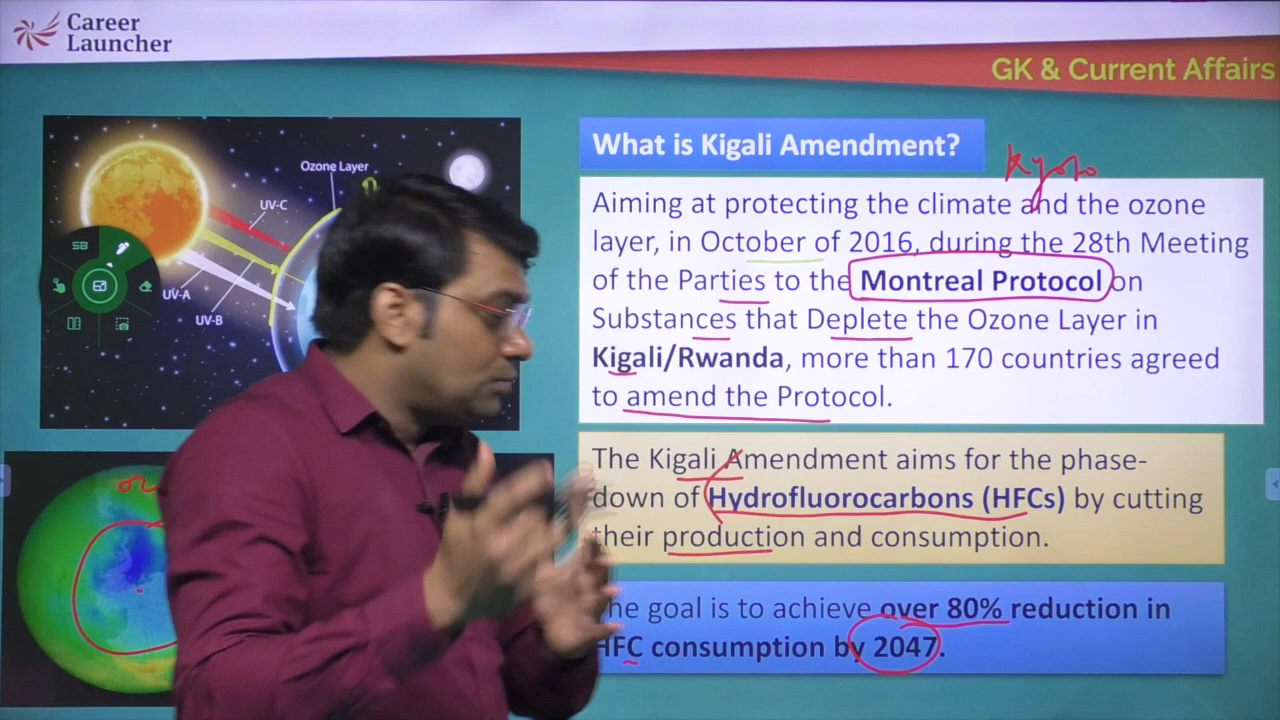 Career
Launcher
GK & Current Affairs
Ozone Layer
UV-C
SB
UV-A
UV-B
What is Kigali Amendment?
Kyoto
Aiming at protecting the climate and the ozone
layer, in October of 2016, during the 28th Meeting
of the Parties to the Montreal Protocol on
Substances that Deplete the Ozone Layer in
Kigali/Rwanda, more than 170 countries agreed
to amend the Protocol.
The Kigali Amendment aims for the phase-
down of Hydrofluorocarbons (HFCs) by cutting
their production and consumption.
The goal is to achieve over 80% reduction in
HFC consumption by 2047.